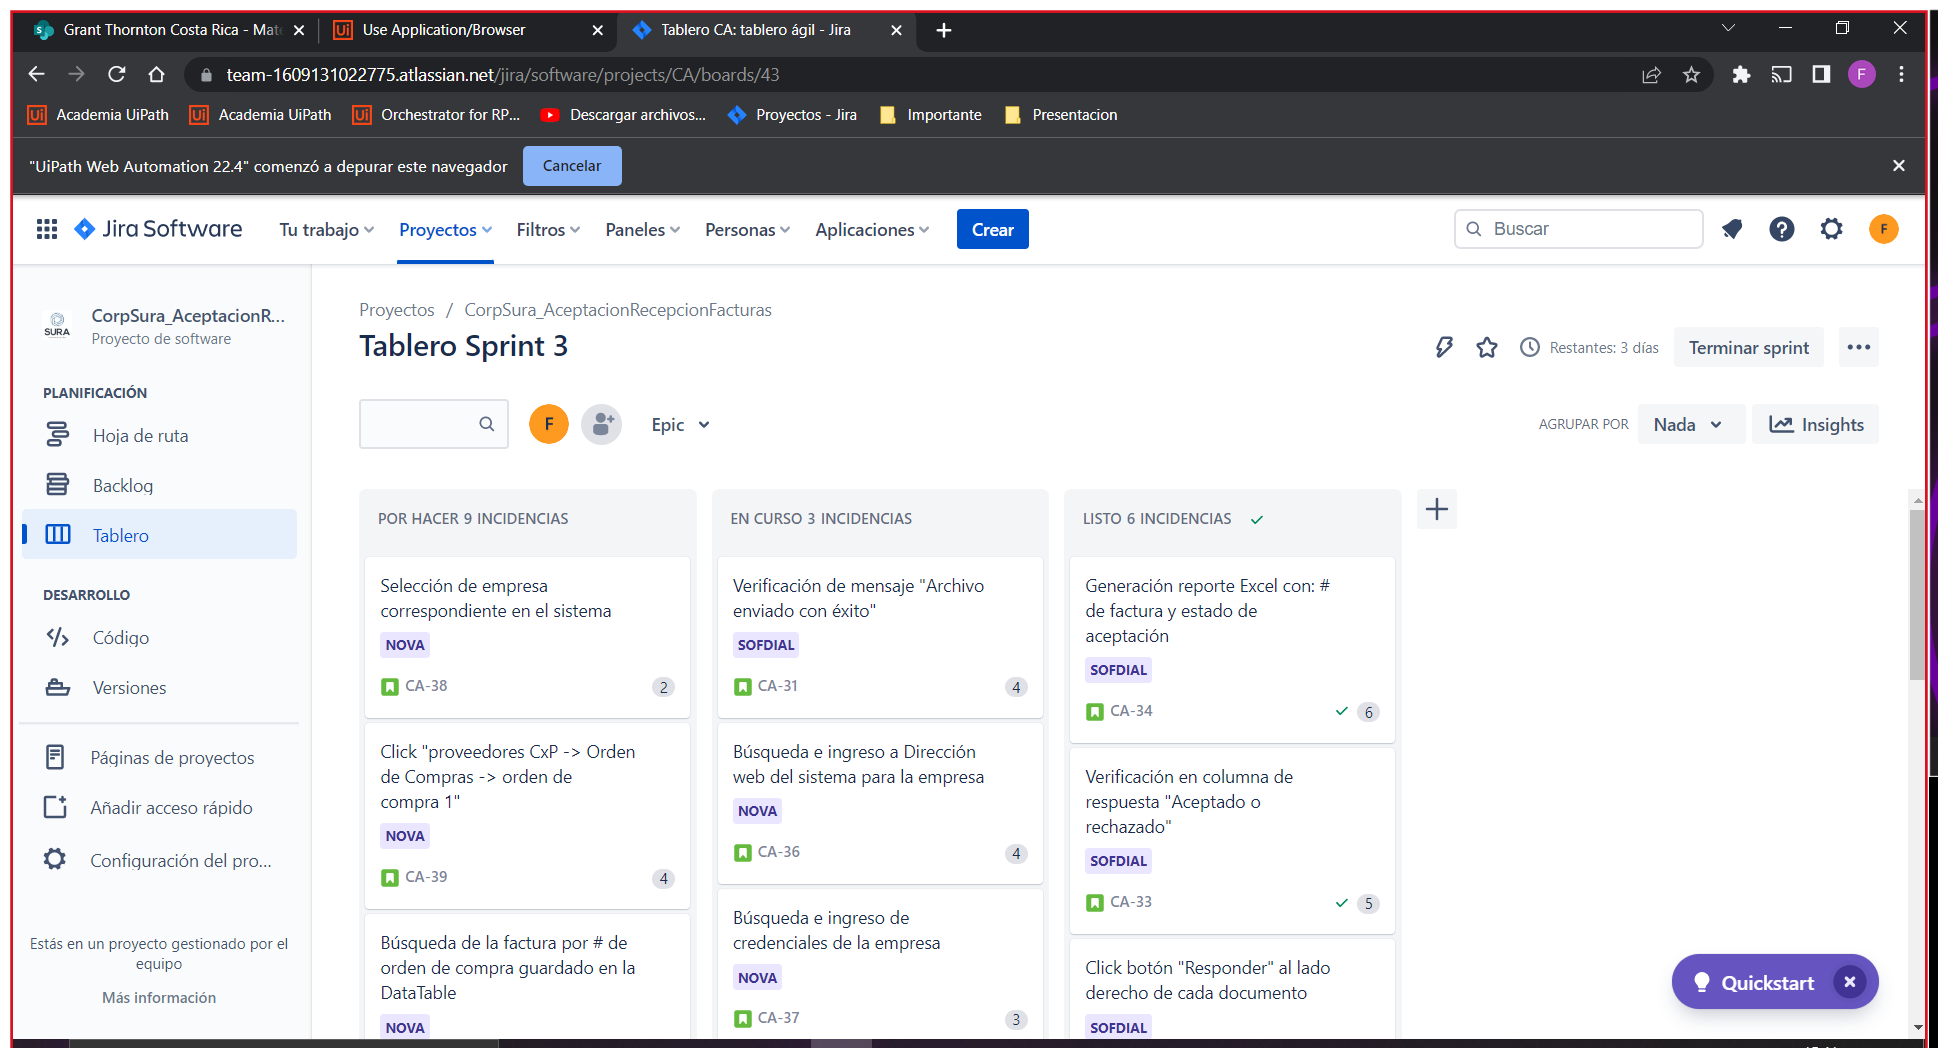 Grant Thornton Costa Rica - Mat
Use Application/Browser
Tablero CA: tablero ágil - Jira
team-1609131022775.atlassian.net/jira/software/projects/CA/boards/43
F
Ui Academia UiPath
Ui Academia UiPath
Ui Orchestrator for RP...
Descargar archivos...
Proyectos - Jira
Importante
Presentacion
"UiPath Web Automation 22.4" comenzó a depurar este navegador
Cancelar
Jira Software
Tu trabajo
Proyectos
Filtros
Paneles
Personas
Aplicaciones
Crear
Buscar
F
SURA
CorpSura_AceptacionR...
Proyecto de software
PLANIFICACIÓN
Hoja de ruta
Backlog
Tablero
DESARROLLO
Código
Versiones
Páginas de proyectos
Añadir acceso rápido
Configuración del pro...
Estás en un proyecto gestionado por el
equipo
Más información
Proyectos / CorpSura_AceptacionRecepcionFacturas
Tablero Sprint 3
Restantes: 3 días
Terminar sprint
F
Epic
AGRUPAR POR
Nada
Insights
POR HACER 9 INCIDENCIAS
Selección de empresa
correspondiente en el sistema
NOVA
CA-38
2
Click "proveedores CxP -> Orden
de Compras -> orden de
compra 1"
NOVA
CA-39
4
Búsqueda de la factura por # de
orden de compra guardado en la
DataTable
NOVA
EN CURSO 3 INCIDENCIAS
Verificación de mensaje "Archivo
enviado con éxito"
SOFDIAL
CA-31
4
Búsqueda e ingreso a Dirección
web del sistema para la empresa
NOVA
CA-36
4
Búsqueda e ingreso de
credenciales de la empresa
NOVA
CA-37
3
LISTO 6 INCIDENCIAS
Generación reporte Excel con: #
de factura y estado de
aceptación
SOFDIAL
CA-34
6
Verificación en columna de
respuesta "Aceptado o
rechazado"
SOFDIAL
CA-33
5
Click botón "Responder" al lado
derecho de cada documento
SOFDIAL
Quickstart